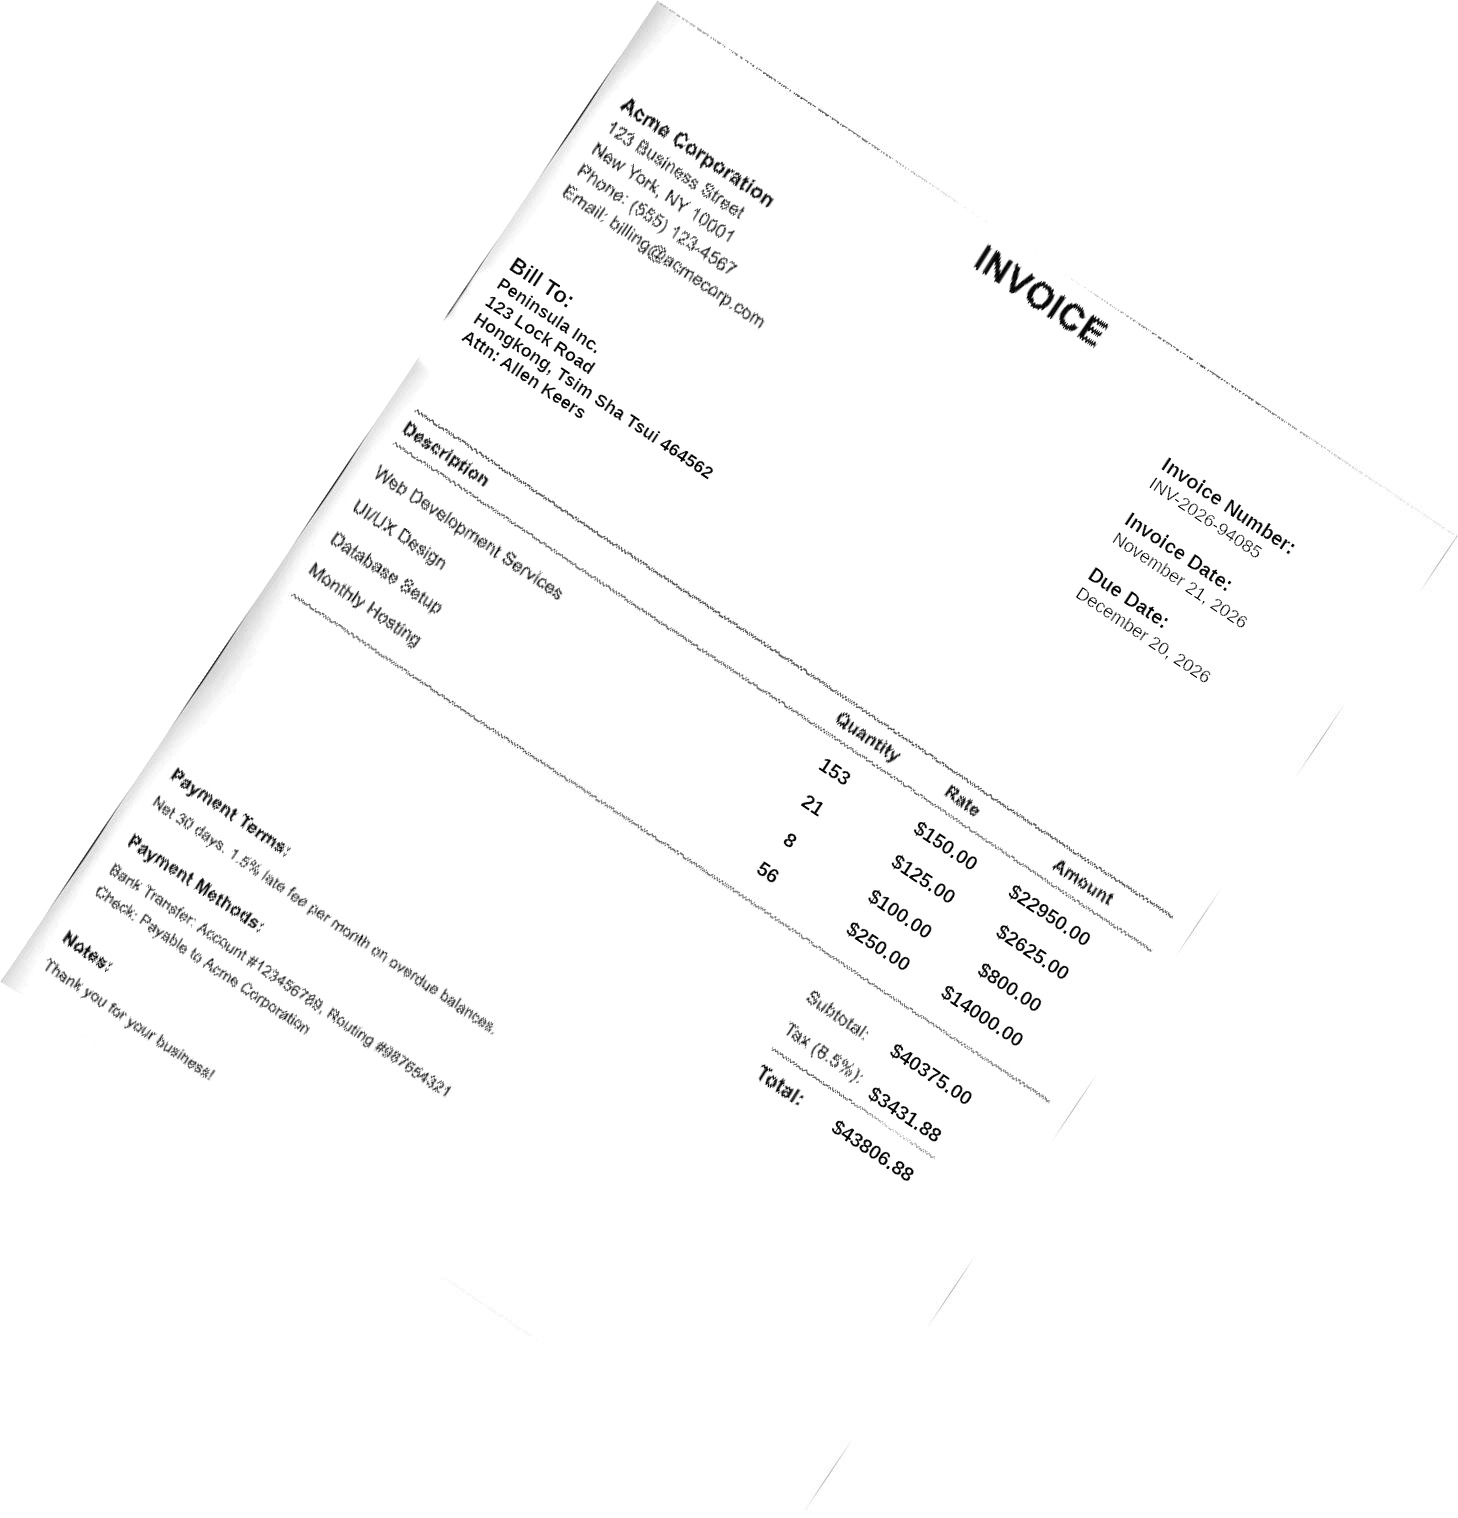 Acme Corporation
123 Business Street
New York, NY 10001
Phone: (555) 123-4567
Email: billing@acmecorp.com
INVOICE
Bill To:
Peninsula Inc.
123 Lock Road
Hongkong, Tsim Sha Tsui 464562
Attn: Allen Keers
Invoice Number:
INV-2026-94085
Invoice Date:
November 21, 2026
Due Date:
December 20, 2026
Description Quantity Rate Amount
Web Development Services 153 $150.00 $22950.00
UI/UX Design 21 $125.00 $2625.00
Database Setup 8 $100.00 $800.00
Monthly Hosting 56 $250.00 $14000.00
Subtotal: $40375.00
Tax (8.5%): $3431.88
Total: $43806.88
Payment Terms:
Net 30 days. 1.5% late fee per month on overdue balances.
Payment Methods:
Bank Transfer: Account #123456789, Routing #987654321
Check: Payable to Acme Corporation
Notes:
Thank you for your business!